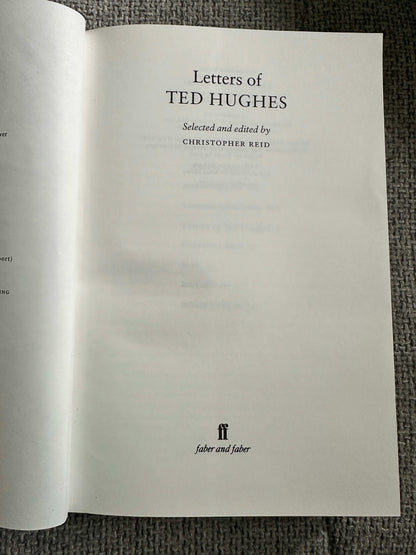 Letters of
TED HUGHES
Selected and edited by
CHRISTOPHER REID
ff
faber and faber